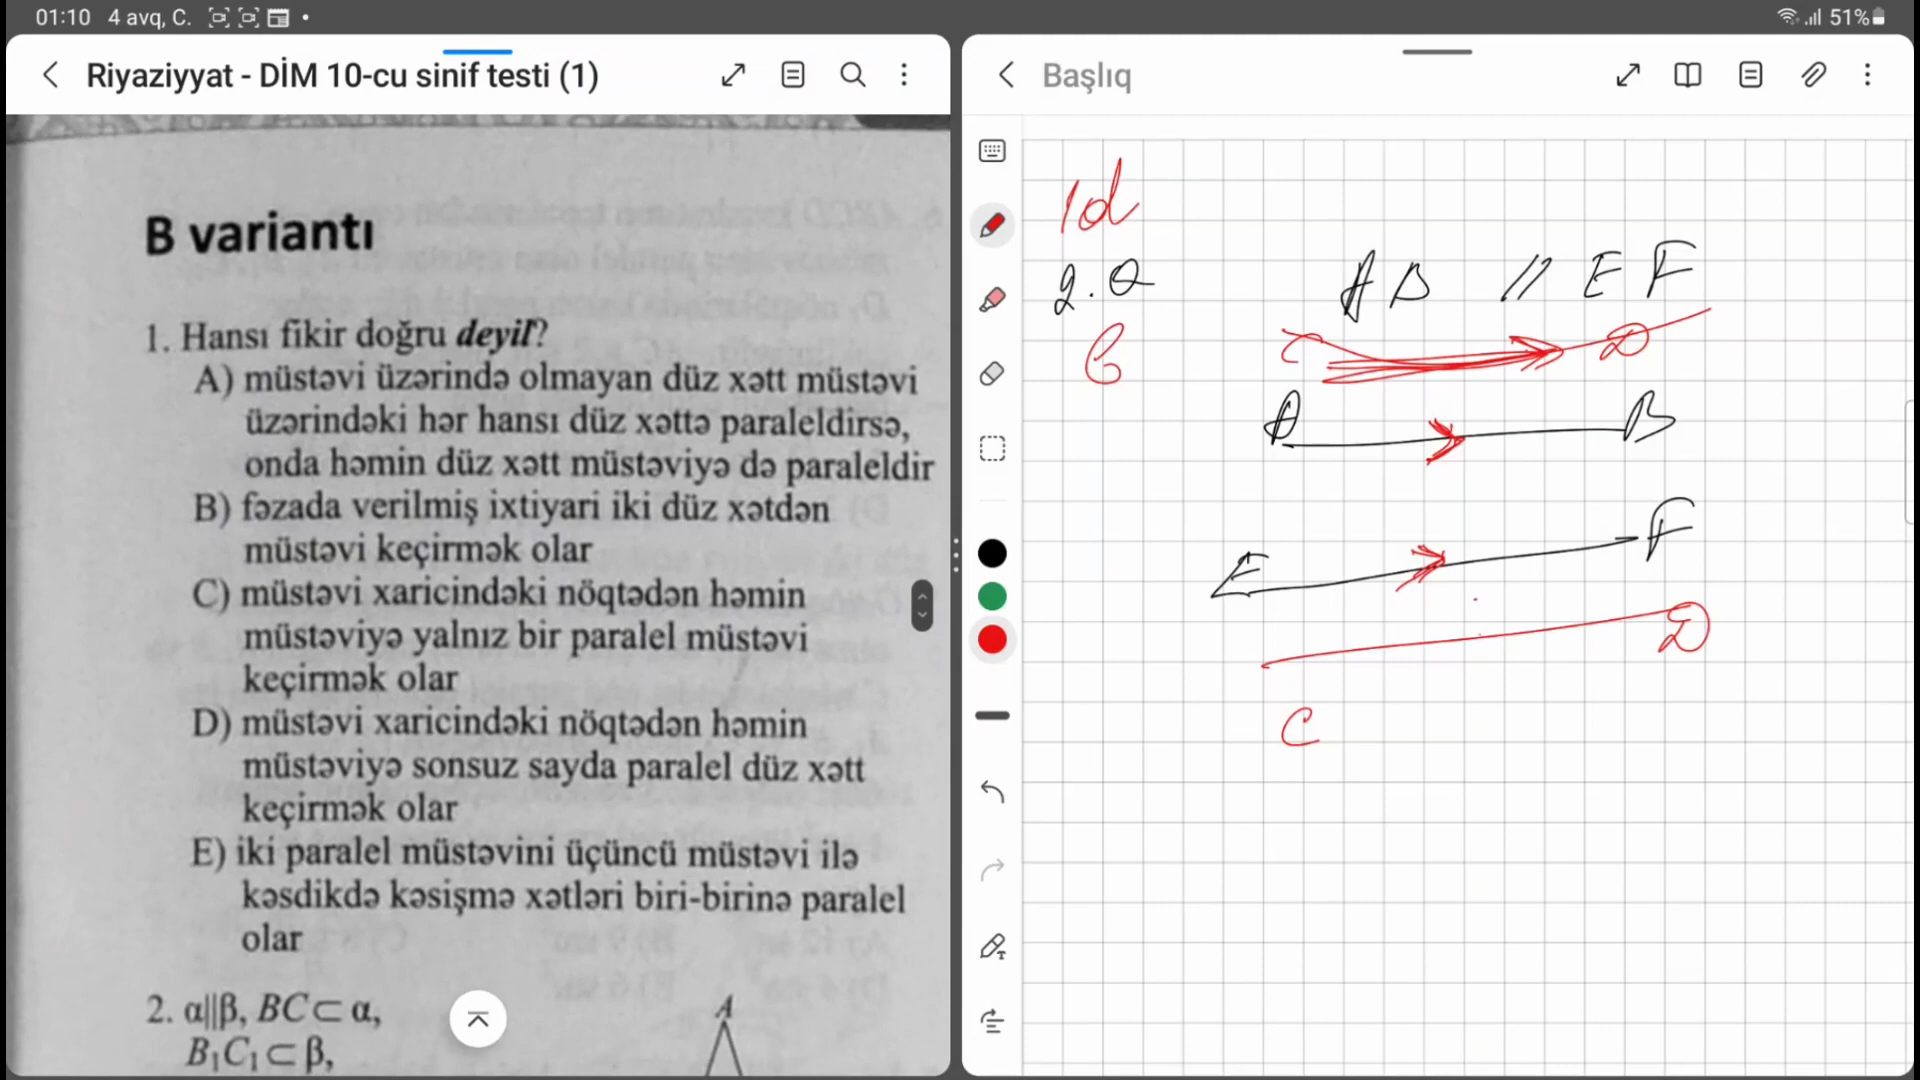 01:10 4 avq, C.
51%
Riyaziyyat - DİM 10-cu sinif testi (1)
B variantı
1. Hansı fikir doğru deyil?
A) müstəvi üzərində olmayan düz xətt müstəvi
üzərindəki hər hansı düz xəttə paraleldirsə,
onda həmin düz xətt müstəviyə də paraleldir
B) fəzada verilmiş ixtiyari iki düz xətdən
müstəvi keçirmək olar
C) müstəvi xaricindəki nöqtədən həmin
müstəviyə yalnız bir paralel müstəvi
keçirmək olar
D) müstəvi xaricindəki nöqtədən həmin
müstəviyə sonsuz sayda paralel düz xətt
keçirmək olar
E) iki paralel müstəvini üçüncü müstəvi ilə
kəsdikdə kəsişmə xətləri biri-birinə paralel
olar
2. α||β, BC⊂α,
B₁C₁⊂β,
A
Başlıq
1d
2.a
AB // EF
C D
A B
E F
D
C